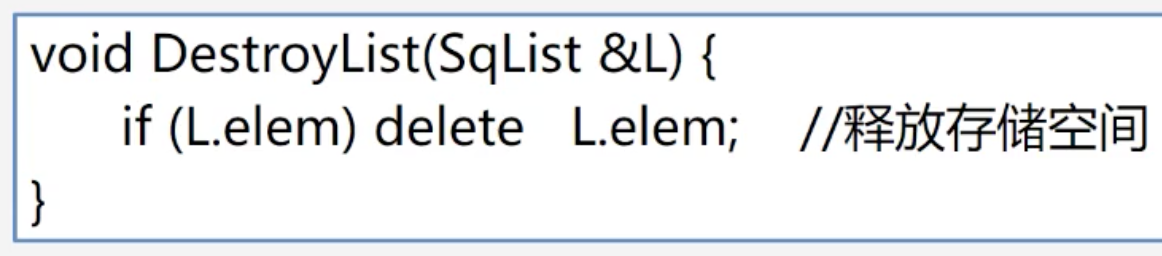 void DestroyList(SqList &L) {
if (L.elem) delete L.elem; //释放存储空间
}